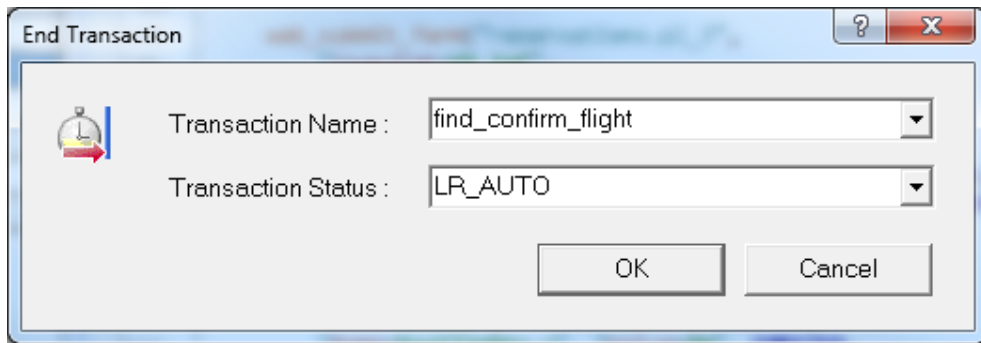 End Transaction
Transaction Name : find_confirm_flight
Transaction Status : LR_AUTO
OK Cancel